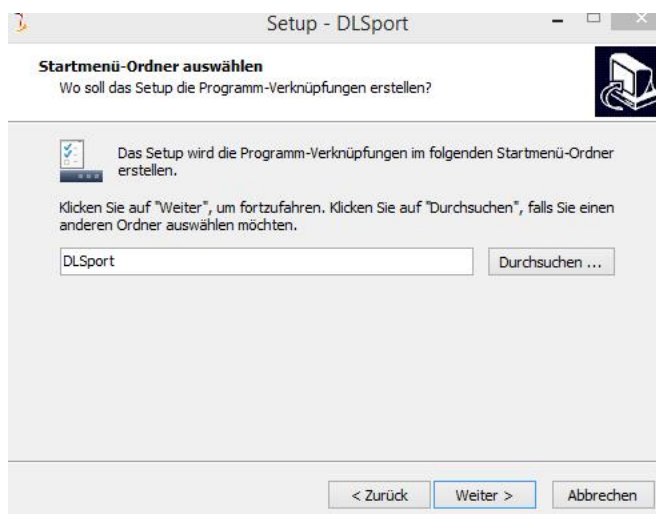 Setup - DLSport
Startmenü-Ordner auswählen
Wo soll das Setup die Programm-Verknüpfungen erstellen?
Das Setup wird die Programm-Verknüpfungen im folgenden Startmenü-Ordner
erstellen.
Klicken Sie auf "Weiter", um fortzufahren. Klicken Sie auf "Durchsuchen", falls Sie einen
anderen Ordner auswählen möchten.
DLSport
Durchsuchen ...
< Zurück
Weiter >
Abbrechen